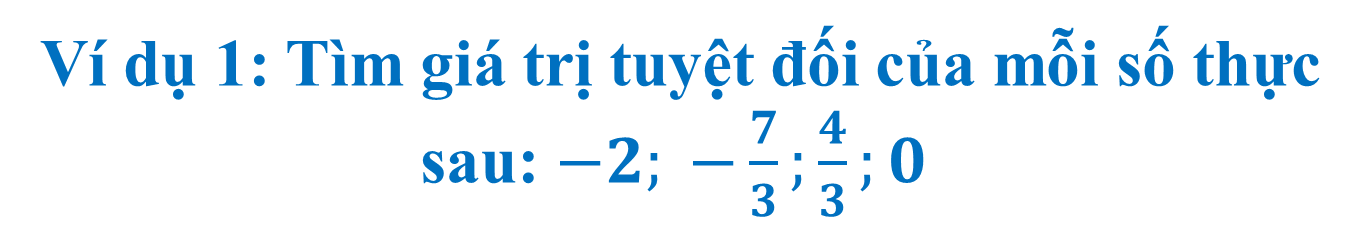 Ví dụ 1: Tìm giá trị tuyệt đối của mỗi số thực
sau: −2; −7/3; 4/3; 0